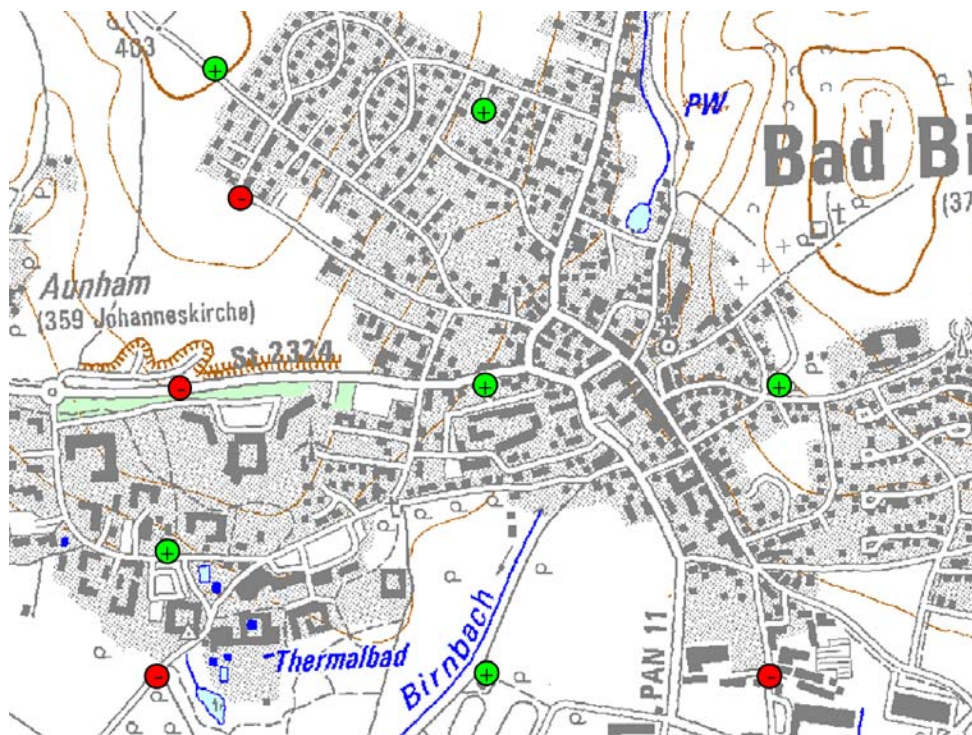 403
PW
Bad Bi
(37
Aunham
(359 Johanneskirche)
St 2324
Birnbach
Thermalbad
PAN 11